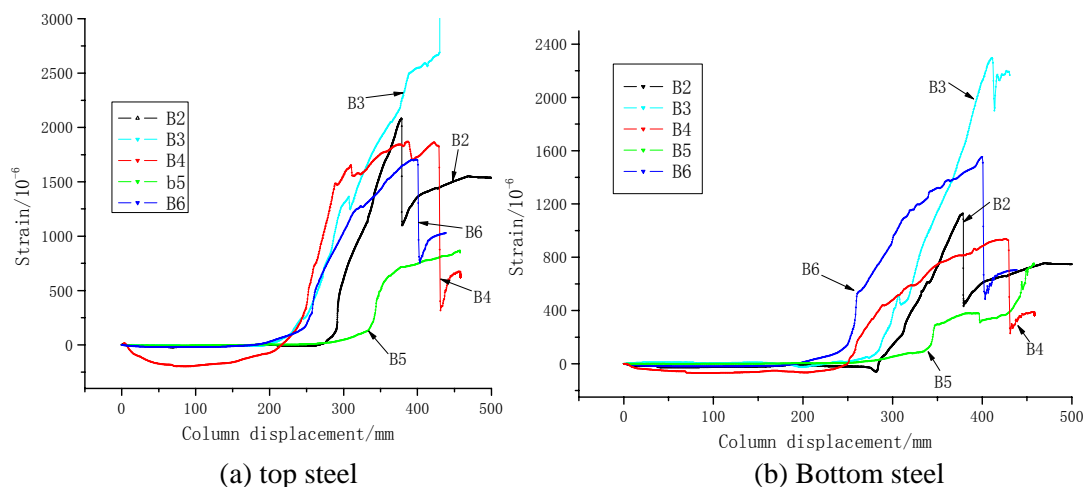 3000
2500
2000
1500
1000
500
0
Strain/10⁻⁶
B2
B3
B4
b5
B6
B3
B2
B6
B4
B5
0 100 200 300 400 500
Column displacement/mm
(a) top steel
2400
2000
1600
1200
800
400
0
Strain/10⁻⁶
B2
B3
B4
B5
B6
B3
B2
B6
B5
B4
0 100 200 300 400 500
Column displacement/mm
(b) Bottom steel